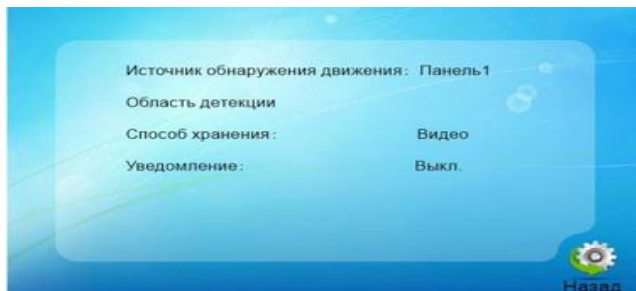 Источник обнаружения движения: Панель1
Область детекции
Способ хранения: Видео
Уведомление: Выкл.
Назад